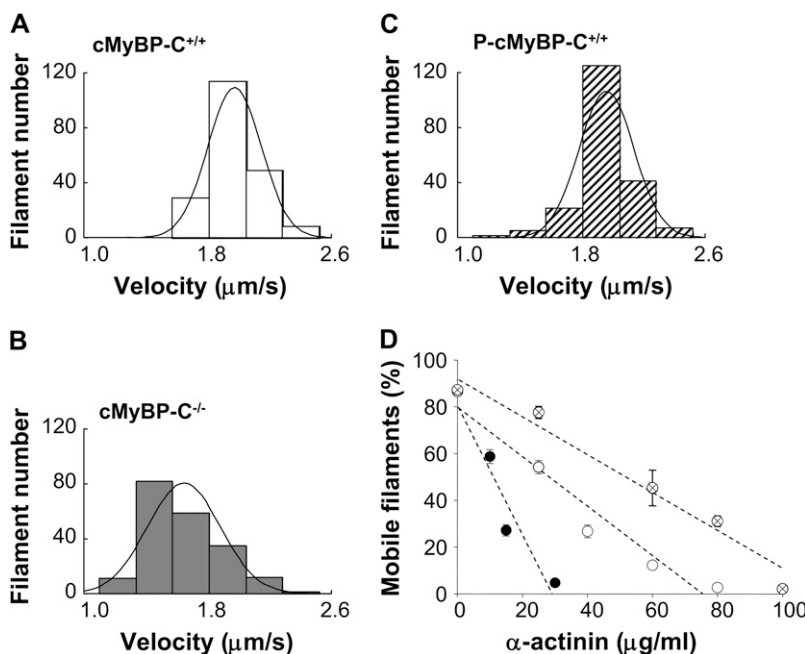 A
cMyBP-C+/+
Filament number
120
80
40
0
1.0 1.8 2.6
Velocity (μm/s)
C
P-cMyBP-C+/+
Filament number
120
80
40
0
1.0 1.8 2.6
Velocity (μm/s)
B
cMyBP-C-/-
Filament number
120
80
40
0
1.0 1.8 2.6
Velocity (μm/s)
D
Mobile filaments (%)
100
80
60
40
20
0
0 20 40 60 80 100
α-actinin (μg/ml)